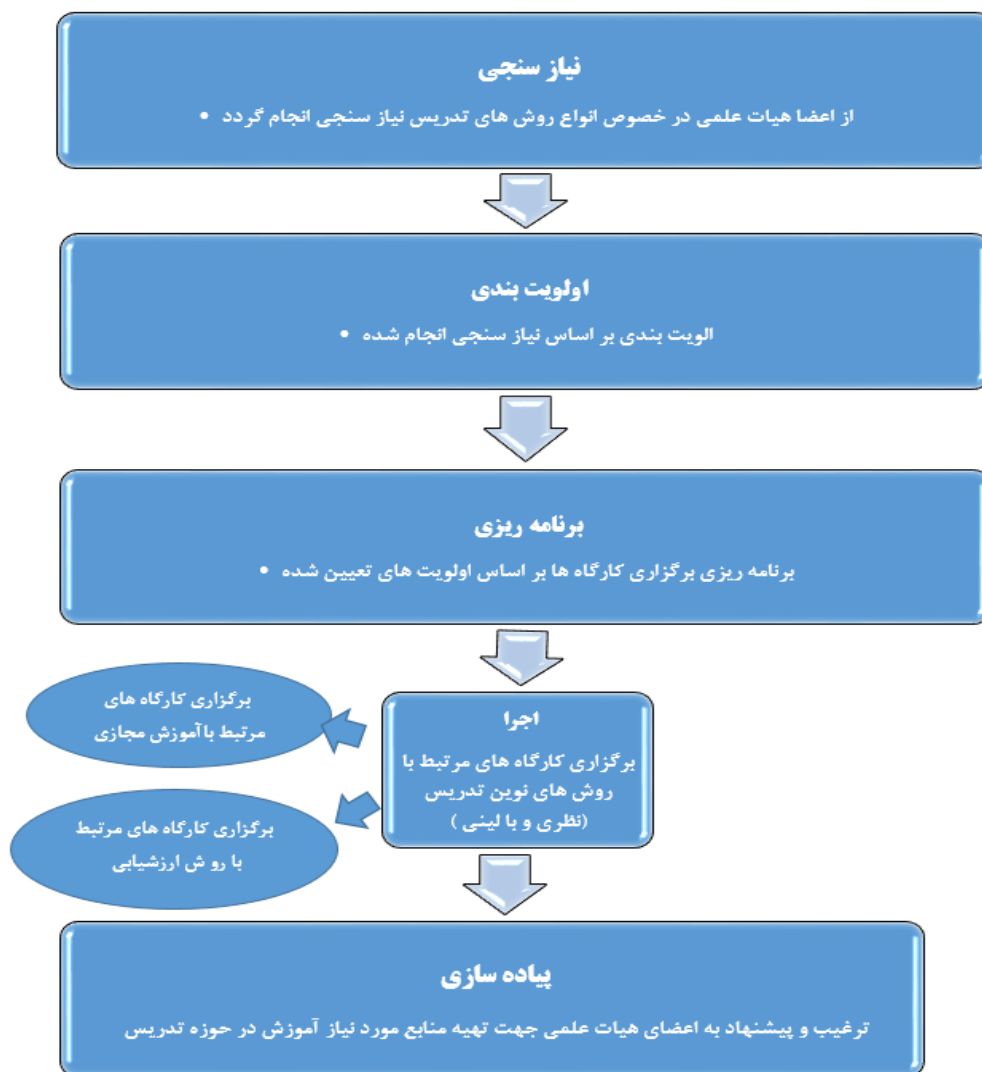 نیاز سنجی
از اعضا هیات علمی در خصوص انواع روش های تدریس نیاز سنجی انجام گردد •
اولویت بندی
الویت بندی بر اساس نیاز سنجی انجام شده •
برنامه ریزی
برنامه ریزی برگزاری کارگاه ها بر اساس اولویت های تعیین شده •
اجرا
برگزاری کارگاه های مرتبط با
روش های نوین تدریس
(نظری و با لینی )
برگزاری کارگاه های
مرتبط باآموزش مجازی
برگزاری کارگاه های مرتبط
با رو ش ارزشیابی
پیاده سازی
ترغیب و پیشنهاد به اعضای هیات علمی جهت تهیه منابع مورد نیاز آموزش در حوزه تدریس